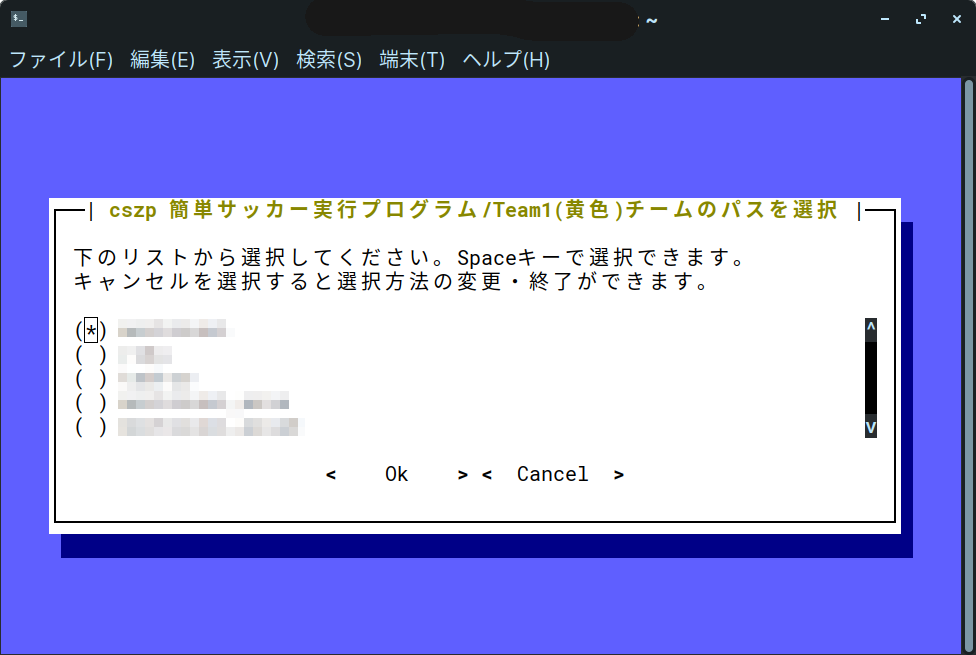 : ~
ファイル(F) 編集(E) 表示(V) 検索(S) 端末(T) ヘルプ(H)
| cszp 簡単サッカー実行プログラム/Team1(黄色)チームのパスを選択 |
下のリストから選択してください。Spaceキーで選択できます。
キャンセルを選択すると選択方法の変更・終了ができます。
(*)
( )
( )
( )
( )
^
v
< Ok > < Cancel >